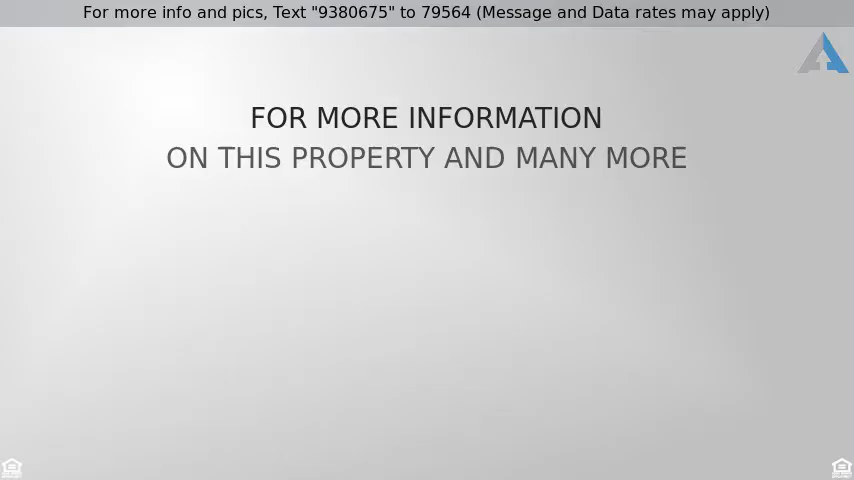 For more info and pics, Text "9380675" to 79564 (Message and Data rates may apply)
FOR MORE INFORMATION
ON THIS PROPERTY AND MANY MORE